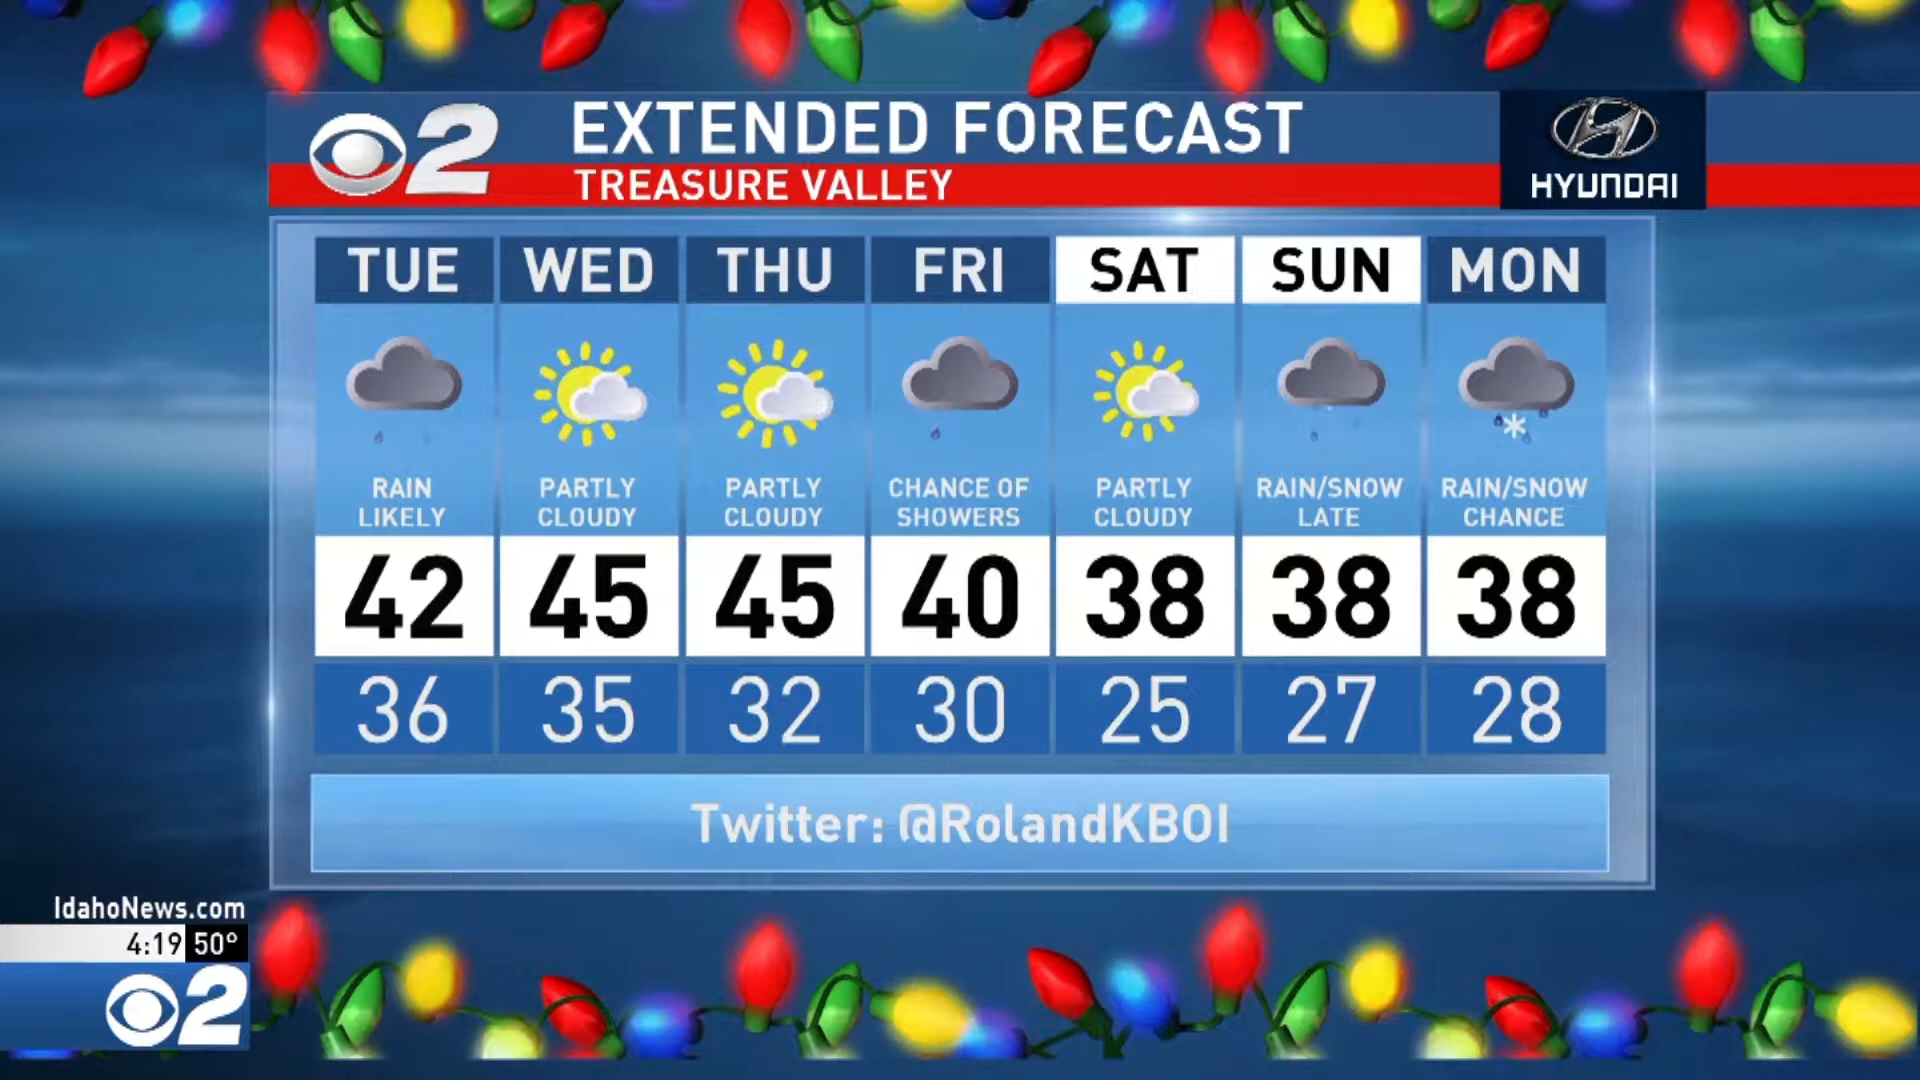 2
EXTENDED FORECAST
TREASURE VALLEY
HYUNDAI
TUE WED THU FRI SAT SUN MON
RAIN PARTLY PARTLY CHANCE OF PARTLY RAIN/SNOW RAIN/SNOW
LIKELY CLOUDY CLOUDY SHOWERS CLOUDY LATE CHANCE
42 45 45 40 38 38 38
36 35 32 30 25 27 28
Twitter: @RolandKBOI
IdahoNews.com
4:19 50°
2